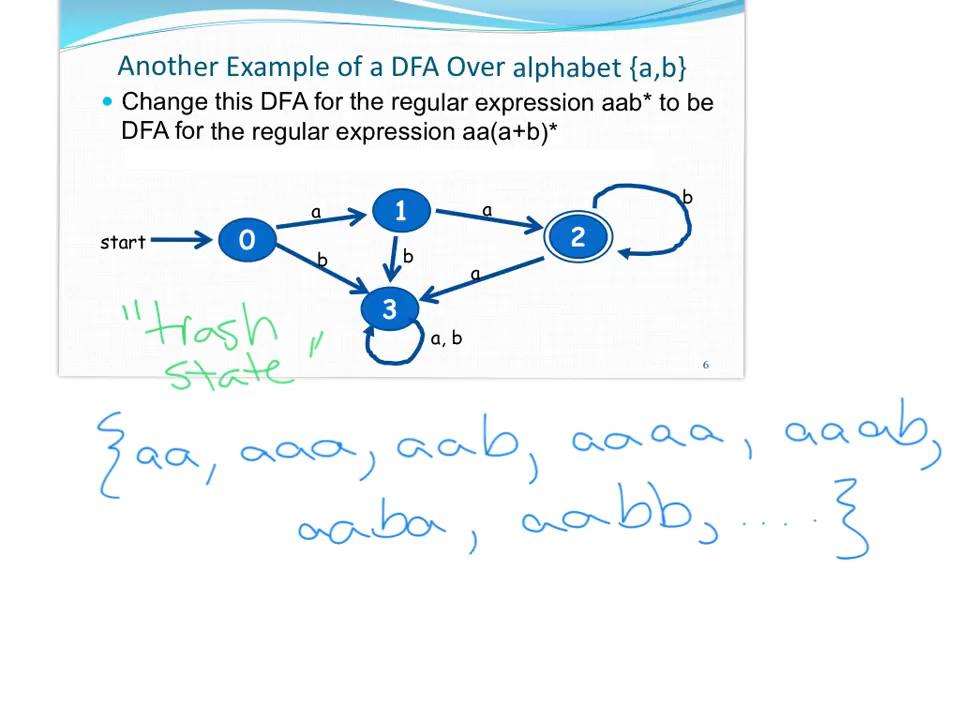 Another Example of a DFA Over alphabet {a,b}
• Change this DFA for the regular expression aab* to be
DFA for the regular expression aa(a+b)*
start
0
a
1
a
2
b
b
b
a
3
a, b
"trash
state"
6
{aa, aaa, aab, aaaa, aaab,
aaba, aabb, ....}